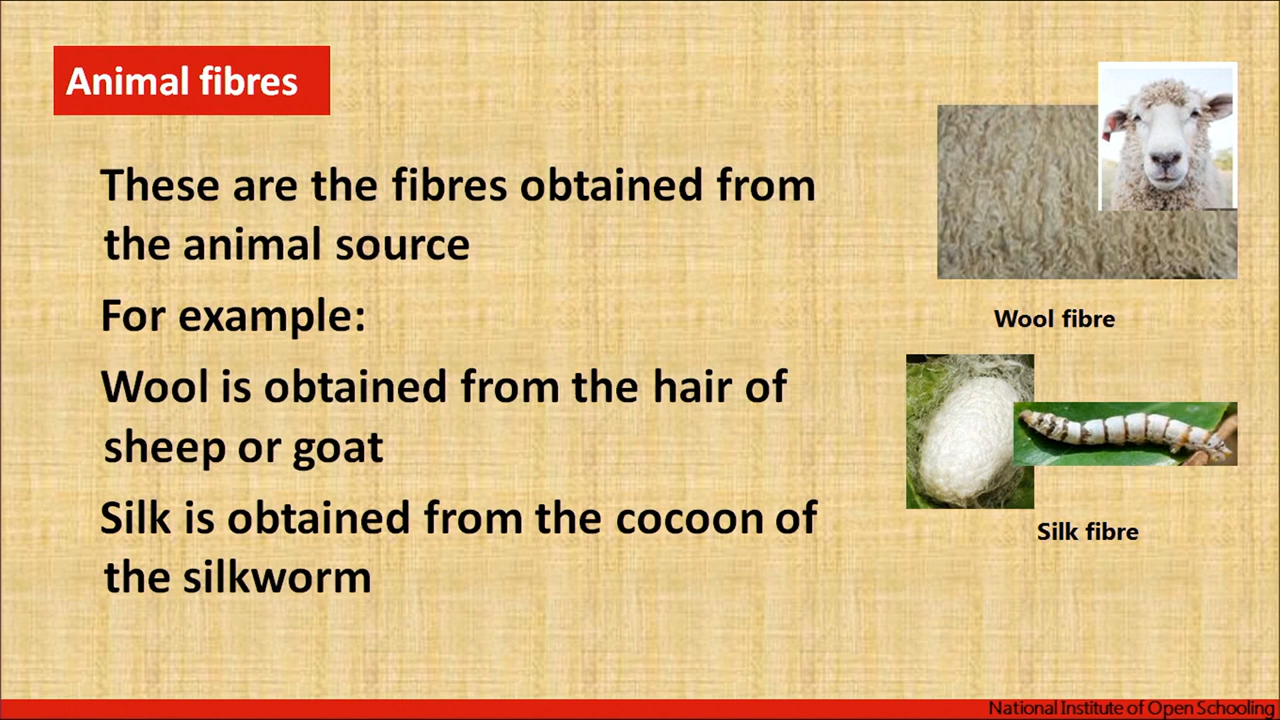 Animal fibres
These are the fibres obtained from
the animal source
For example:
Wool is obtained from the hair of
sheep or goat
Silk is obtained from the cocoon of
the silkworm
Wool fibre
Silk fibre
National Institute of Open Schooling